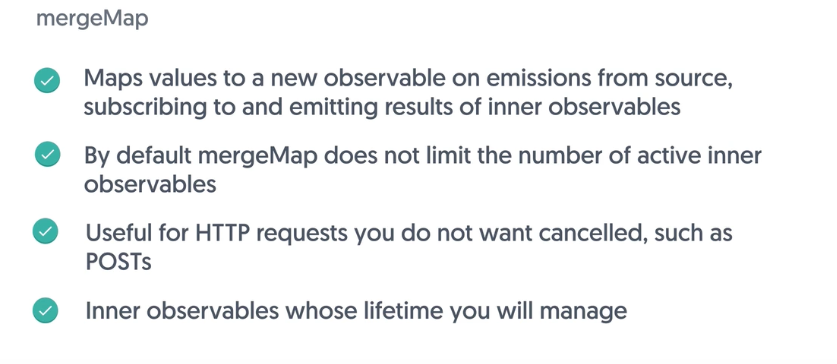 mergeMap
Maps values to a new observable on emissions from source,
subscribing to and emitting results of inner observables
By default mergeMap does not limit the number of active inner
observables
Useful for HTTP requests you do not want cancelled, such as
POSTs
Inner observables whose lifetime you will manage